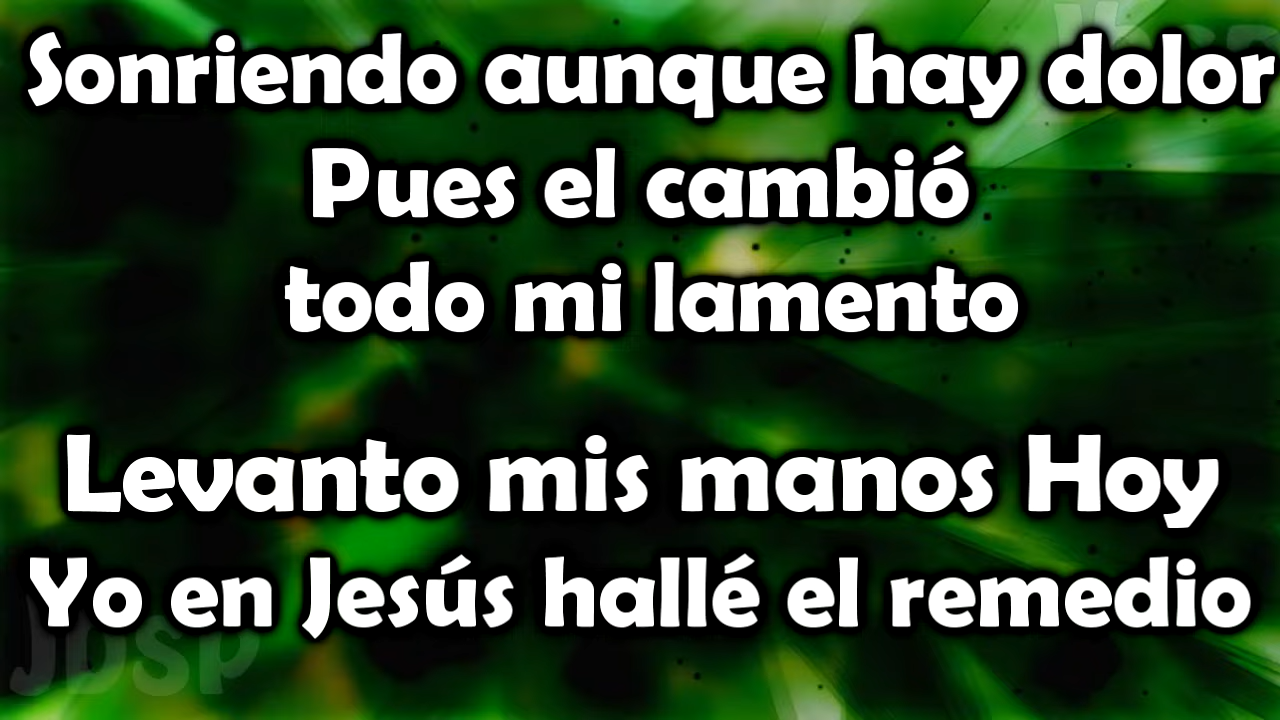 Sonriendo aunque hay dolor
Pues el cambió
todo mi lamento
Levanto mis manos Hoy
Yo en Jesús hallé el remedio
JDSP